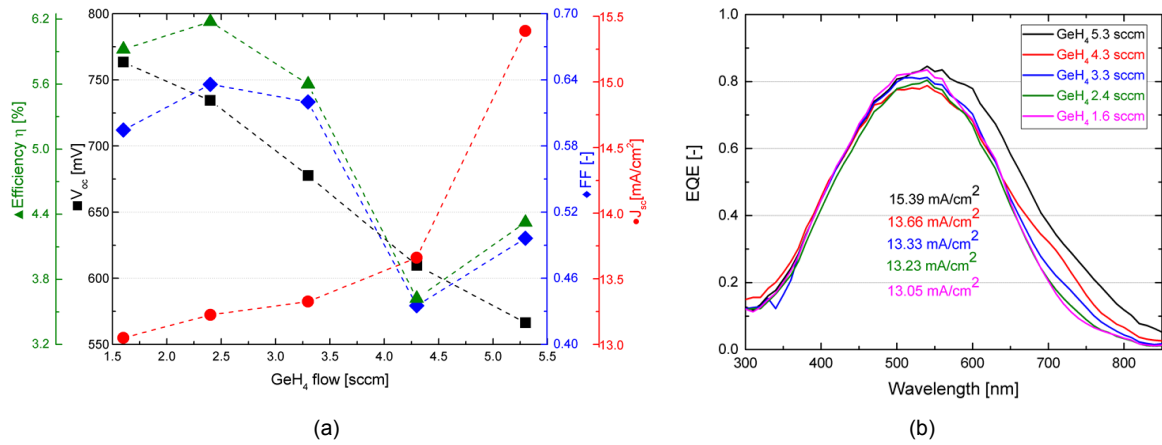 ▲Efficiency η [%]
6.2
5.6
5.0
4.4
3.8
3.2
■V_oc [mV]
800
750
700
650
600
550
1.5 2.0 2.5 3.0 3.5 4.0 4.5 5.0 5.5
GeH₄ flow [sccm]
0.70
0.64
0.58
0.52
0.46
0.40
◆FF [-]
15.5
15.0
14.5
14.0
13.5
13.0
●J_sc[mA/cm²]
(a)
EQE [-]
1.0
0.8
0.6
0.4
0.2
0.0
GeH₄ 5.3 sccm
GeH₄ 4.3 sccm
GeH₄ 3.3 sccm
GeH₄ 2.4 sccm
GeH₄ 1.6 sccm
15.39 mA/cm²
13.66 mA/cm²
13.33 mA/cm²
13.23 mA/cm²
13.05 mA/cm²
300 400 500 600 700 800
Wavelength [nm]
(b)